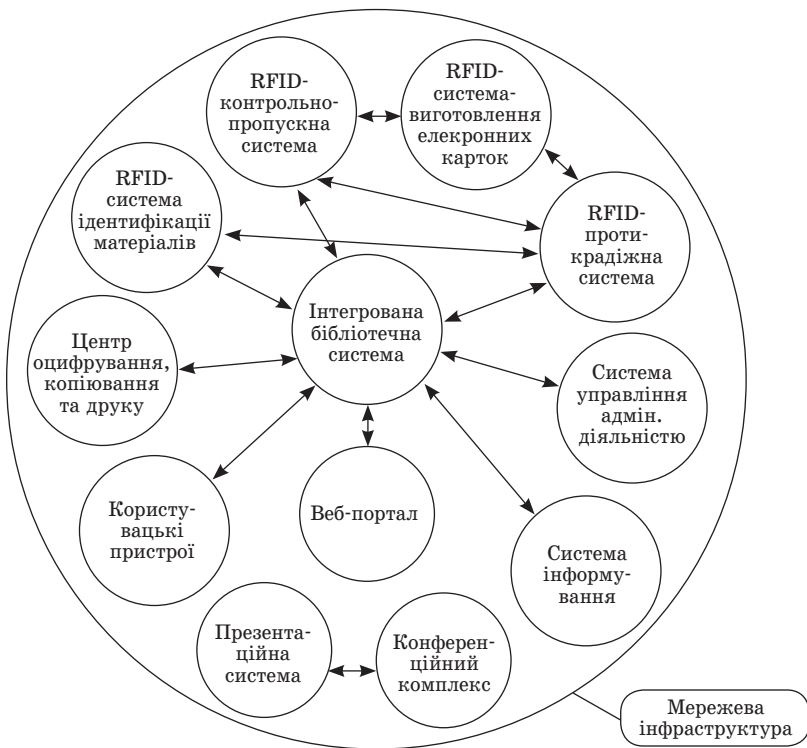 RFID-
контрольно-
пропускна
система
RFID-
система-
виготовлення
елекронних
карток
RFID-
система
ідентифікації
матеріалів
RFID-
проти-
крадіжна
система
Інтегрована
бібліотечна
система
Центр
оцифрування,
копіювання
та друку
Система
управління
адмін.
діяльністю
Користу-
вацькі
пристрої
Веб-портал
Система
інформу-
вання
Презента-
ційна
система
Конферен-
ційний
комплекс
Мережева
інфраструктура